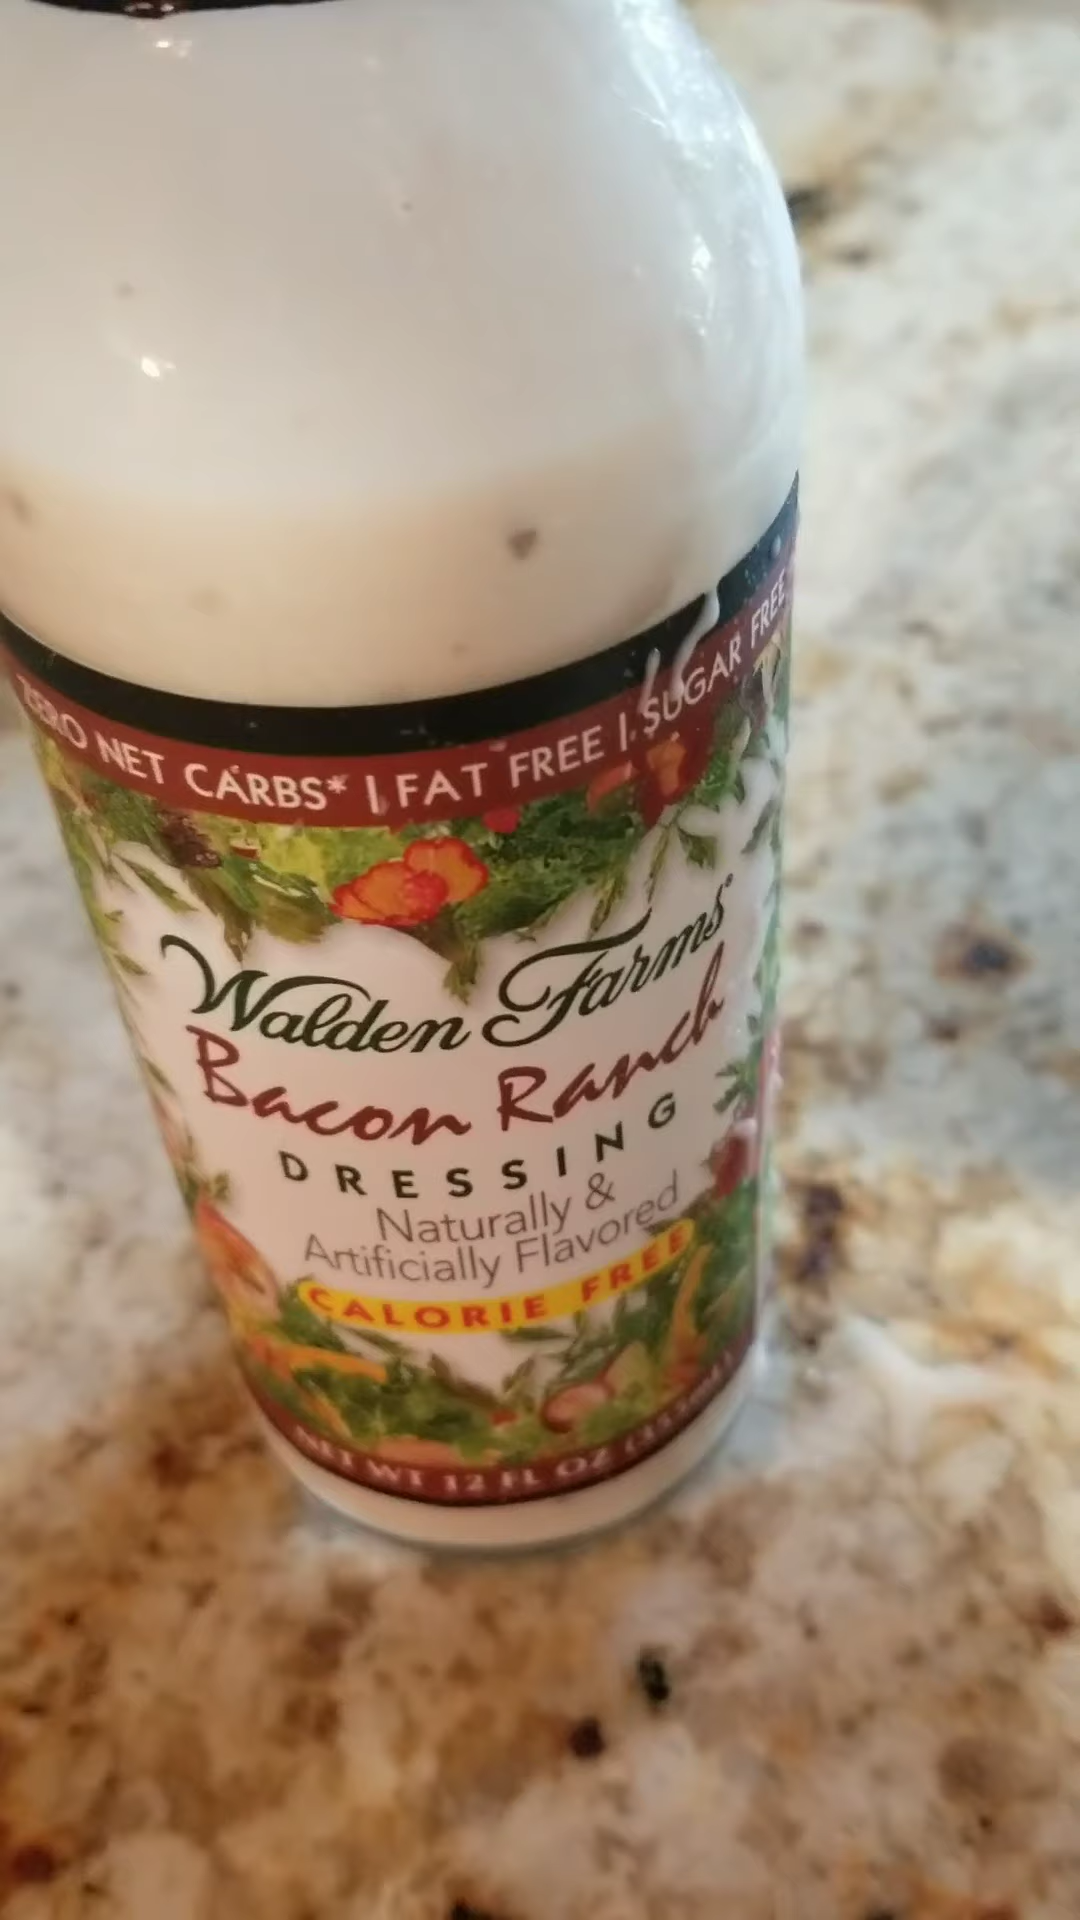 ZERO NET CARBS* | FAT FREE | SUGAR FREE
Walden Farms®
Bacon Ranch
DRESSING
Naturally &
Artificially Flavored
CALORIE FREE
NET WT 12 FL OZ